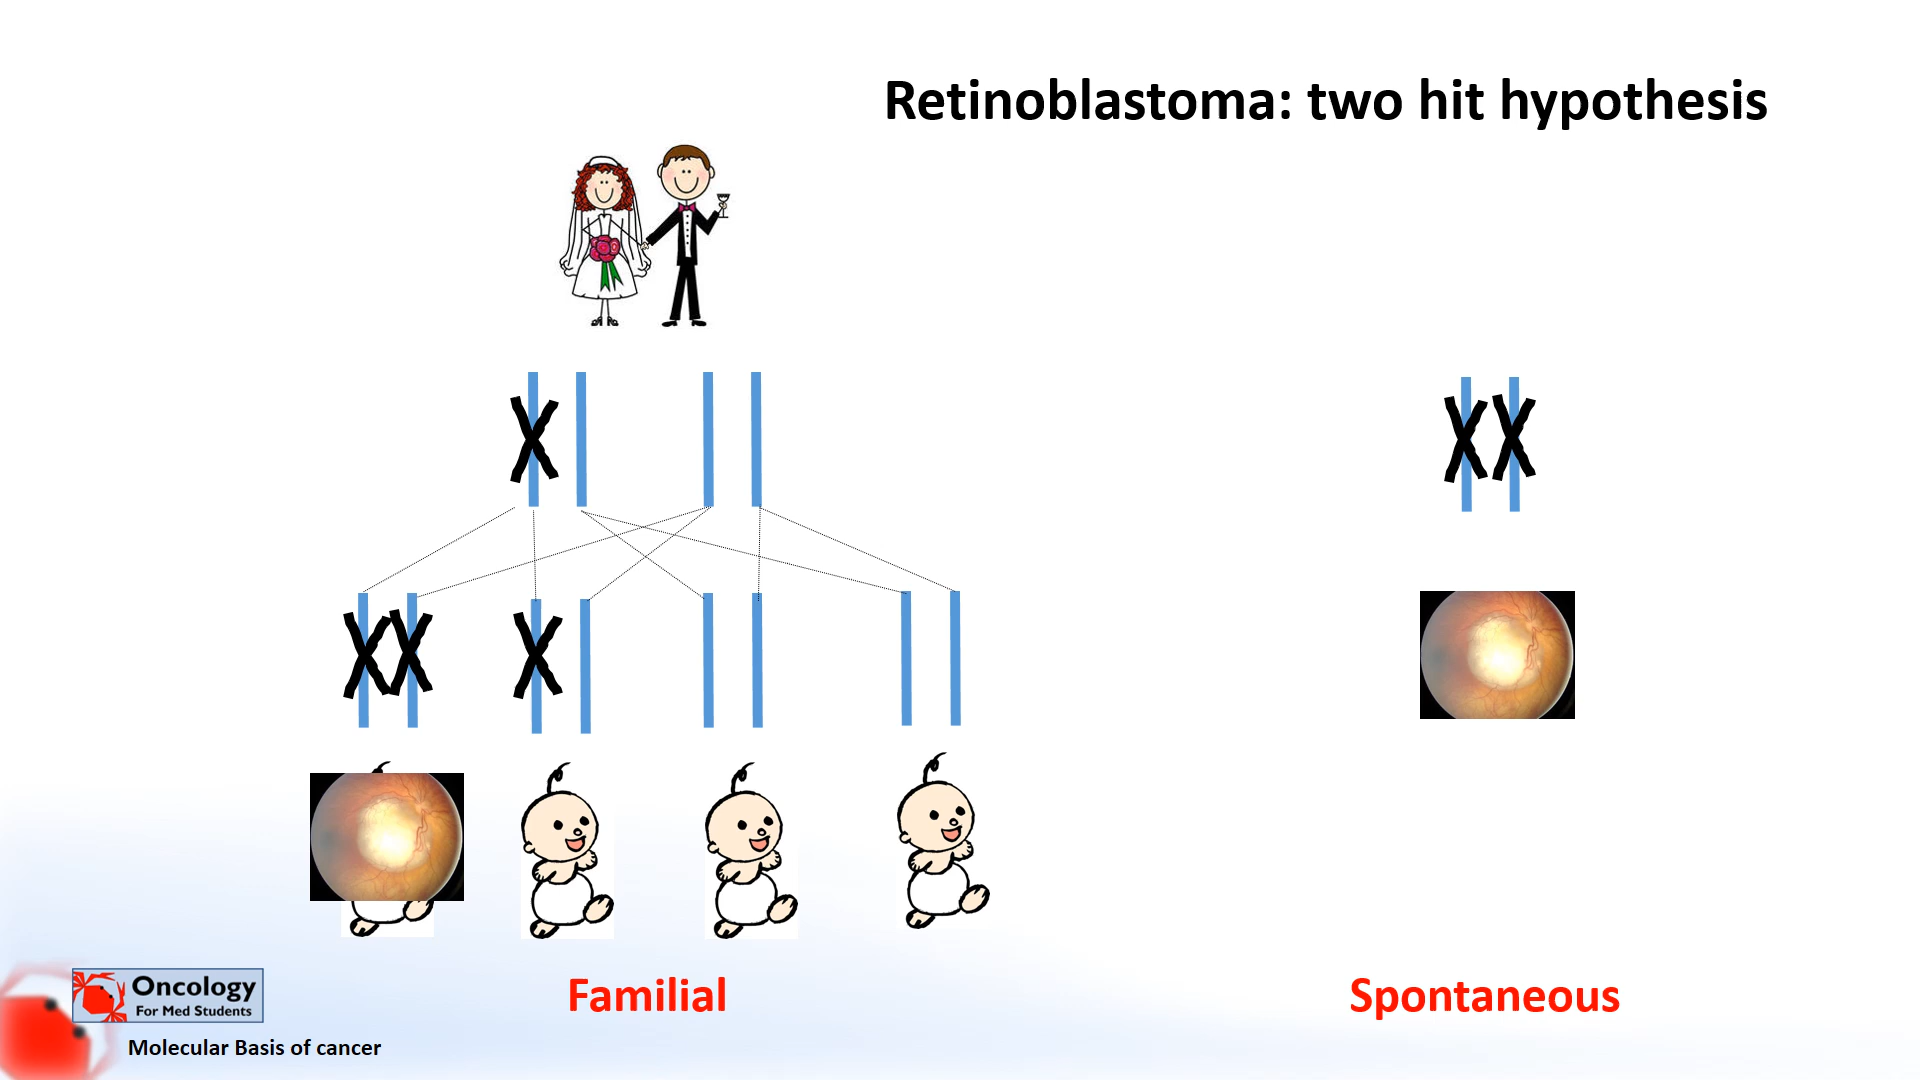 Retinoblastoma: two hit hypothesis
Familial
Spontaneous
Oncology
For Med Students
Molecular Basis of cancer